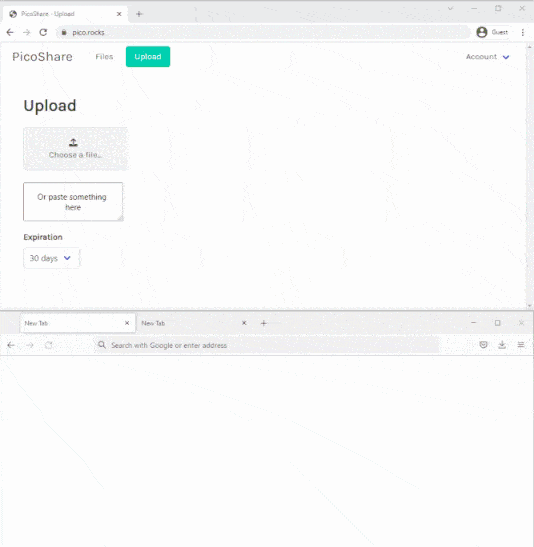 PicoShare - Upload
pico.rocks
Guest
PicoShare
Files
Upload
Account
Upload
Choose a file...
Or paste something
here
Expiration
30 days
New Tab
New Tab
Search with Google or enter address